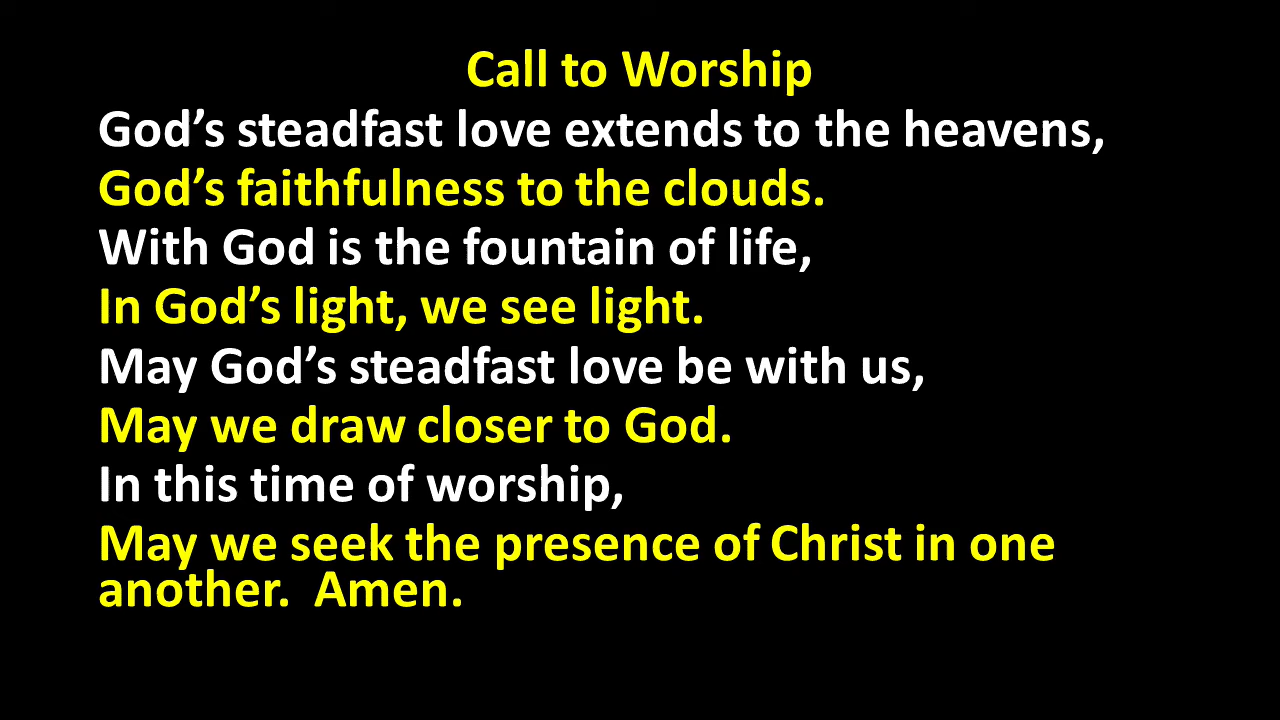 Call to Worship
God’s steadfast love extends to the heavens,
God’s faithfulness to the clouds.
With God is the fountain of life,
In God’s light, we see light.
May God’s steadfast love be with us,
May we draw closer to God.
In this time of worship,
May we seek the presence of Christ in one
another.  Amen.